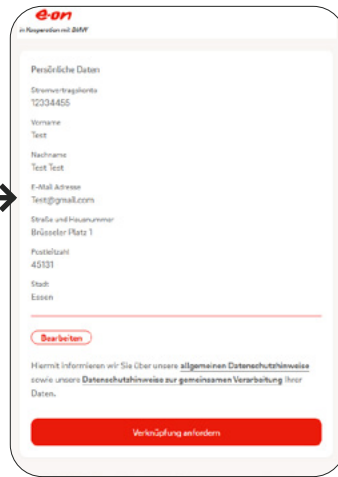 e·on
in Kooperation mit BMW
Persönliche Daten
Stromvertragskonto
12334455
Vorname
Test
Nachname
Test Test
E-Mail Adresse
Test@gmail.com
Straße und Hausnummer
Brüsseler Platz 1
Postleitzahl
45131
Stadt
Essen
Bearbeiten
Hiermit informieren wir Sie über unsere allgemeinen Datenschutzhinweise
sowie unsere Datenschutzhinweise zur gemeinsamen Verarbeitung Ihrer
Daten.
Verknüpfung anfordern